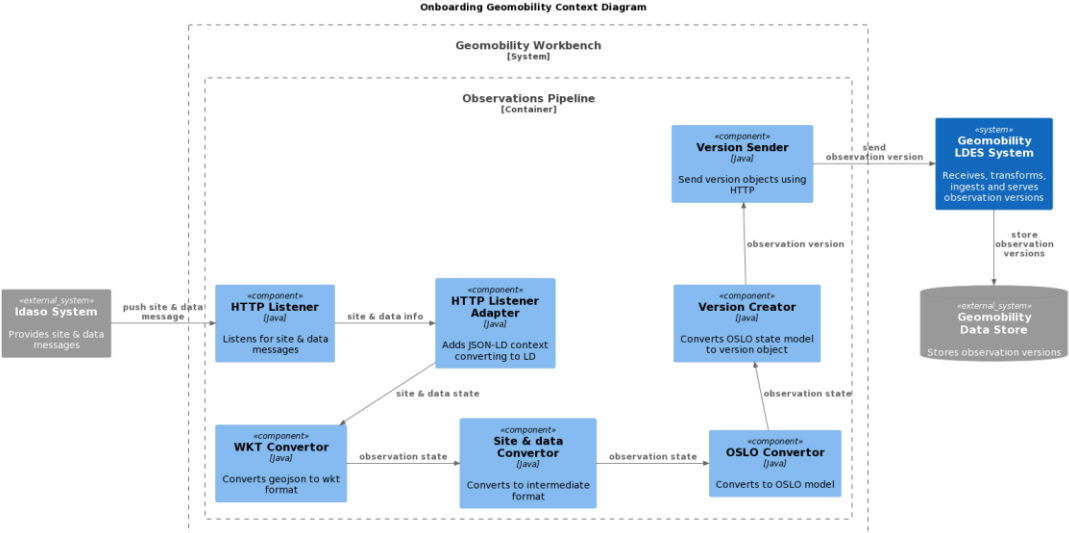 Onboarding Geomobility Context Diagram
Geomobility Workbench
[System]
Observations Pipeline
[Container]
«component»
Version Sender
[Java]
Send version objects using
HTTP
send
observation version
«system»
Geomobility
LDES System
Receives, transforms,
ingests and serves
observation versions
observation version
store
observation
versions
«external_system»
Idaso System
Provides site & data
messages
push site & data
message
«component»
HTTP Listener
[Java]
Listens for site & data
messages
site & data info
«component»
HTTP Listener
Adapter
[Java]
Adds JSON-LD context
converting to LD
«component»
Version Creator
[Java]
Converts OSLO state model
to version object
«external_system»
Geomobility
Data Store
Stores observation versions
site & data state
observation state
«component»
WKT Convertor
[Java]
Converts geojson to wkt
format
observation state
«component»
Site & data
Convertor
[Java]
Converts to intermediate
format
observation state
«component»
OSLO Convertor
[Java]
Converts to OSLO model